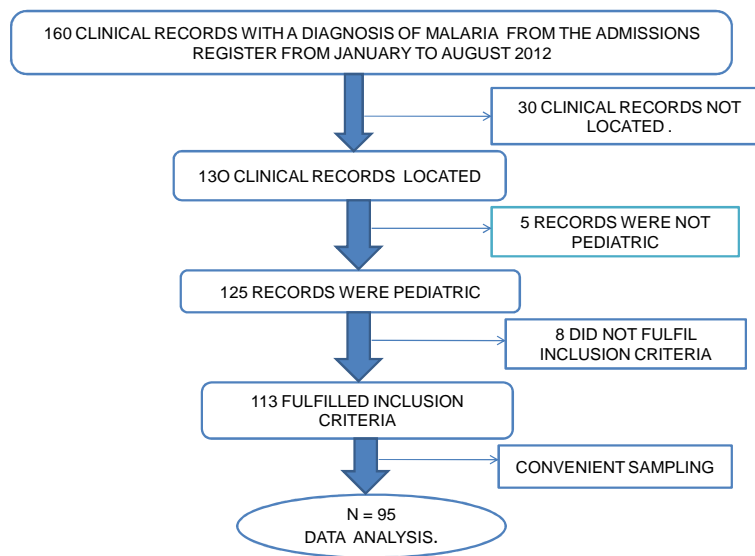 160 CLINICAL RECORDS WITH A DIAGNOSIS OF MALARIA FROM THE ADMISSIONS
REGISTER FROM JANUARY TO AUGUST 2012
30 CLINICAL RECORDS NOT
LOCATED .
13O CLINICAL RECORDS LOCATED
5 RECORDS WERE NOT
PEDIATRIC
125 RECORDS WERE PEDIATRIC
8 DID NOT FULFIL
INCLUSION CRITERIA
113 FULFILLED INCLUSION
CRITERIA
CONVENIENT SAMPLING
N = 95
DATA ANALYSIS.